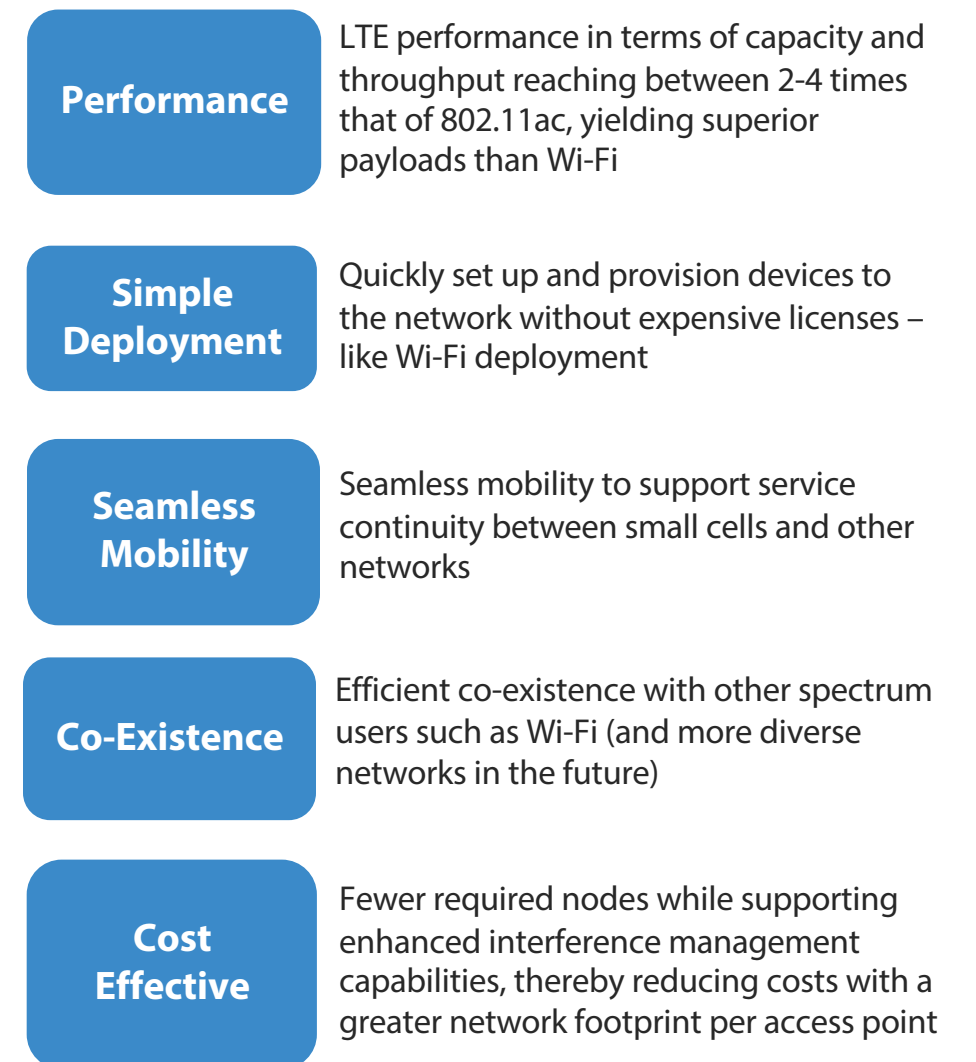 Performance
LTE performance in terms of capacity and
throughput reaching between 2-4 times
that of 802.11ac, yielding superior
payloads than Wi-Fi
Simple
Deployment
Quickly set up and provision devices to
the network without expensive licenses –
like Wi-Fi deployment
Seamless
Mobility
Seamless mobility to support service
continuity between small cells and other
networks
Co-Existence
Efficient co-existence with other spectrum
users such as Wi-Fi (and more diverse
networks in the future)
Cost
Effective
Fewer required nodes while supporting
enhanced interference management
capabilities, thereby reducing costs with a
greater network footprint per access point